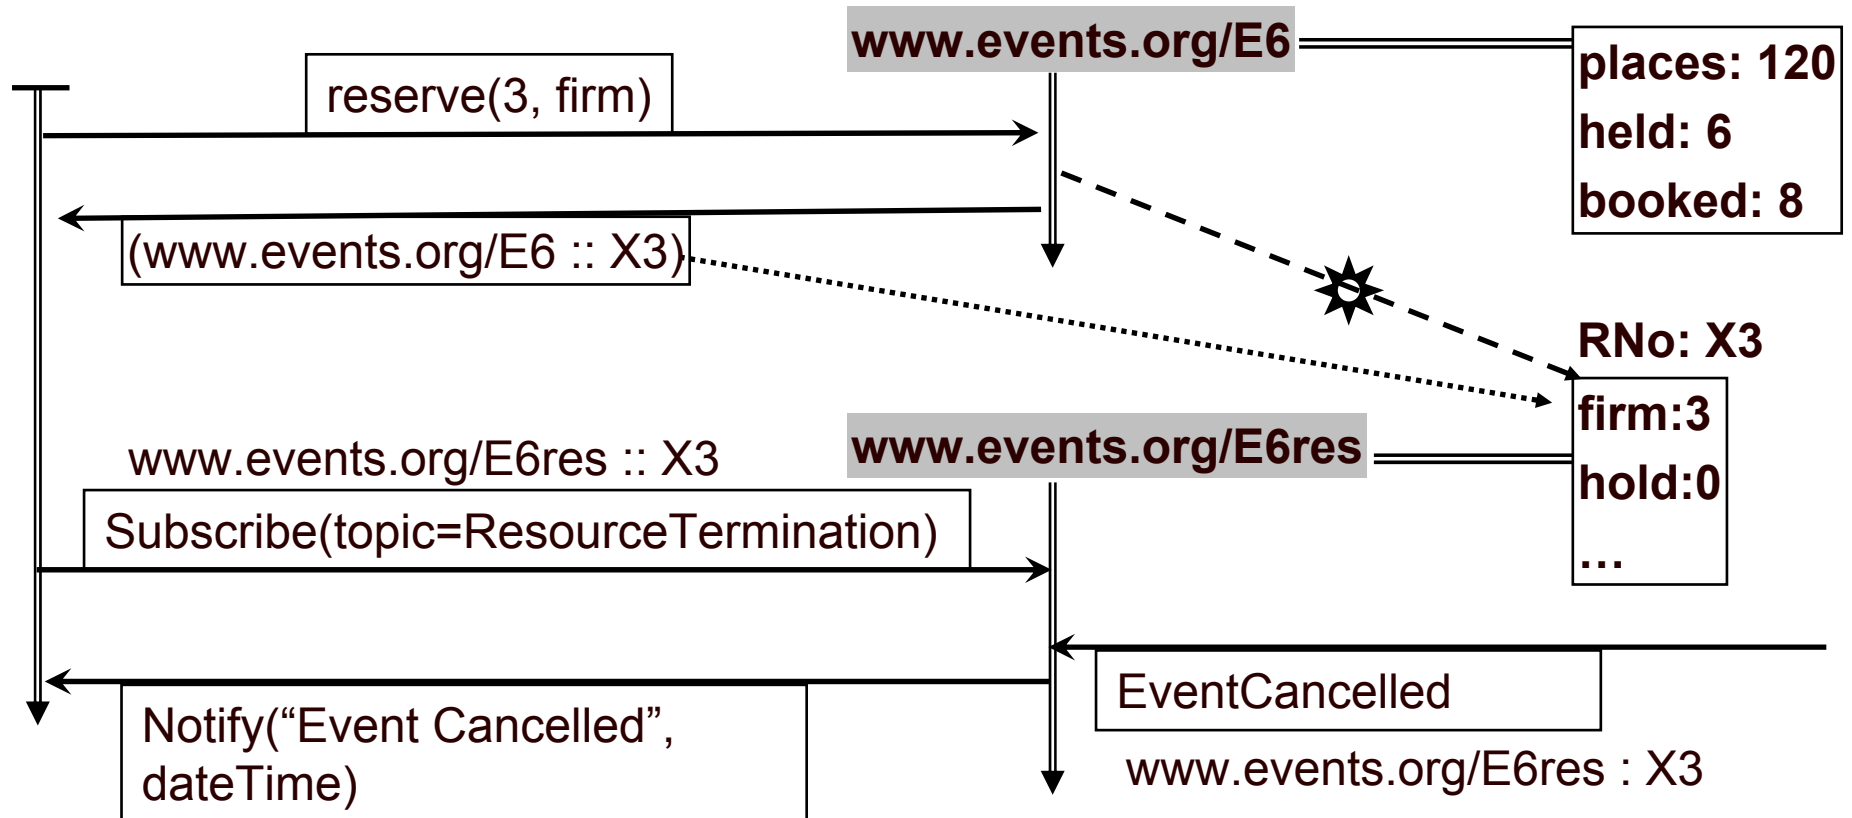 www.events.org/E6
places: 120
held: 6
booked: 8
reserve(3, firm)
(www.events.org/E6 :: X3)
RNo: X3
firm:3
hold:0
...
www.events.org/E6res
www.events.org/E6res :: X3
Subscribe(topic=ResourceTermination)
EventCancelled
www.events.org/E6res : X3
Notify(“Event Cancelled”,
dateTime)